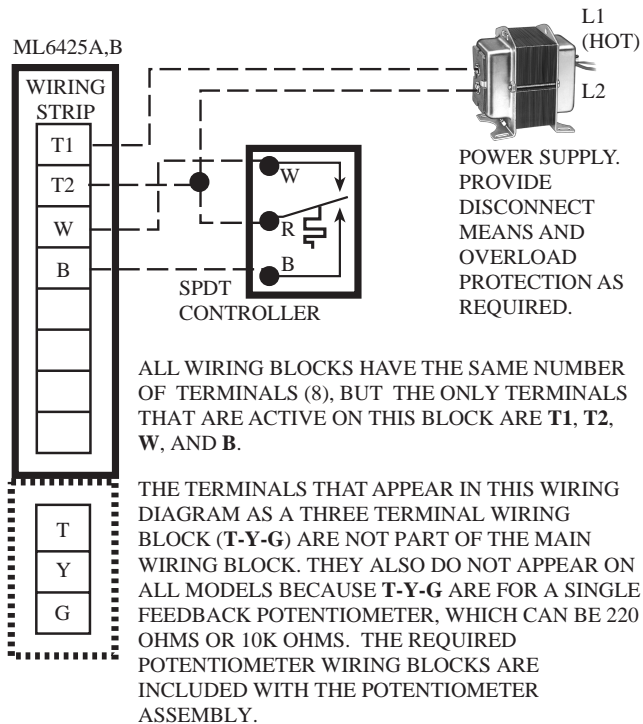 ML6425A,B
WIRING
STRIP
T1
T2
W
B
L1
(HOT)
L2
W
R
B
SPDT
CONTROLLER
POWER SUPPLY.
PROVIDE
DISCONNECT
MEANS AND
OVERLOAD
PROTECTION AS
REQUIRED.
ALL WIRING BLOCKS HAVE THE SAME NUMBER
OF TERMINALS (8), BUT THE ONLY TERMINALS
THAT ARE ACTIVE ON THIS BLOCK ARE T1, T2,
W, AND B.
THE TERMINALS THAT APPEAR IN THIS WIRING
DIAGRAM AS A THREE TERMINAL WIRING
BLOCK (T-Y-G) ARE NOT PART OF THE MAIN
WIRING BLOCK. THEY ALSO DO NOT APPEAR ON
ALL MODELS BECAUSE T-Y-G ARE FOR A SINGLE
FEEDBACK POTENTIOMETER, WHICH CAN BE 220
OHMS OR 10K OHMS. THE REQUIRED
POTENTIOMETER WIRING BLOCKS ARE
INCLUDED WITH THE POTENTIOMETER
ASSEMBLY.
T
Y
G